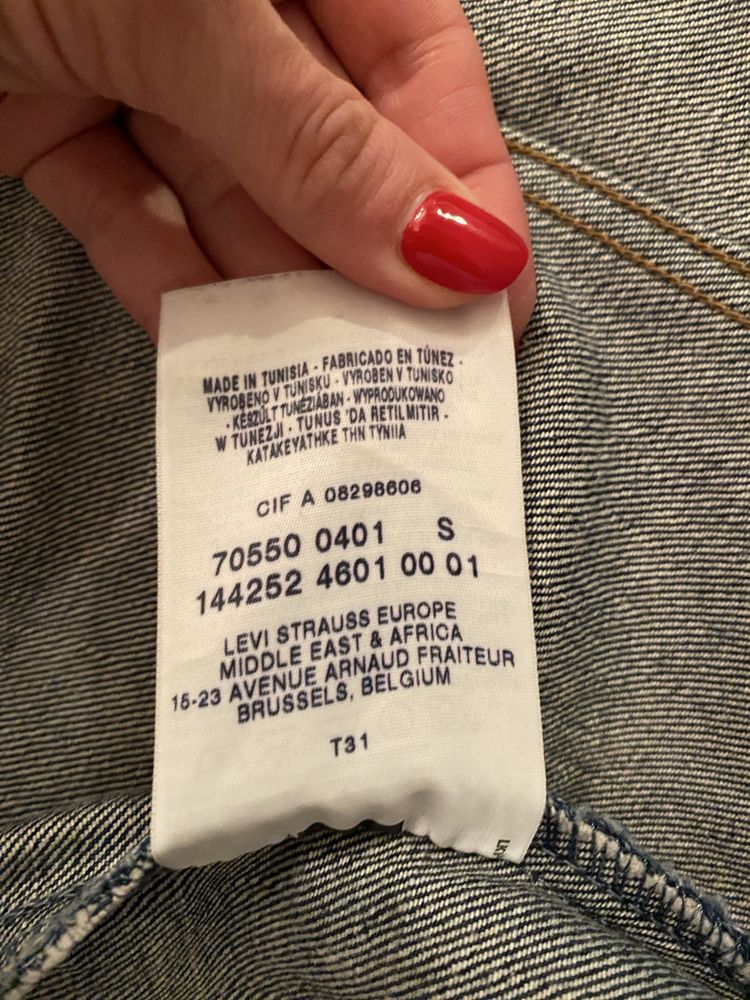 MADE IN TUNISIA - FABRICADO EN TÚNEZ -
VYROBENO V TUNISKU - VYROBEN V TUNISKO
- KÉSZÜLT TUNÉZIÁBAN - WYPRODUKOWANO
W TUNEZJI - TUNUS 'DA RETILMITIR -
KATAKEYATHKE THN TYNIIA
CIF A 08298606
70550 0401 S
144252 4601 00 01
LEVI STRAUSS EUROPE
MIDDLE EAST & AFRICA
15-23 AVENUE ARNAUD FRAITEUR
BRUSSELS, BELGIUM
T31